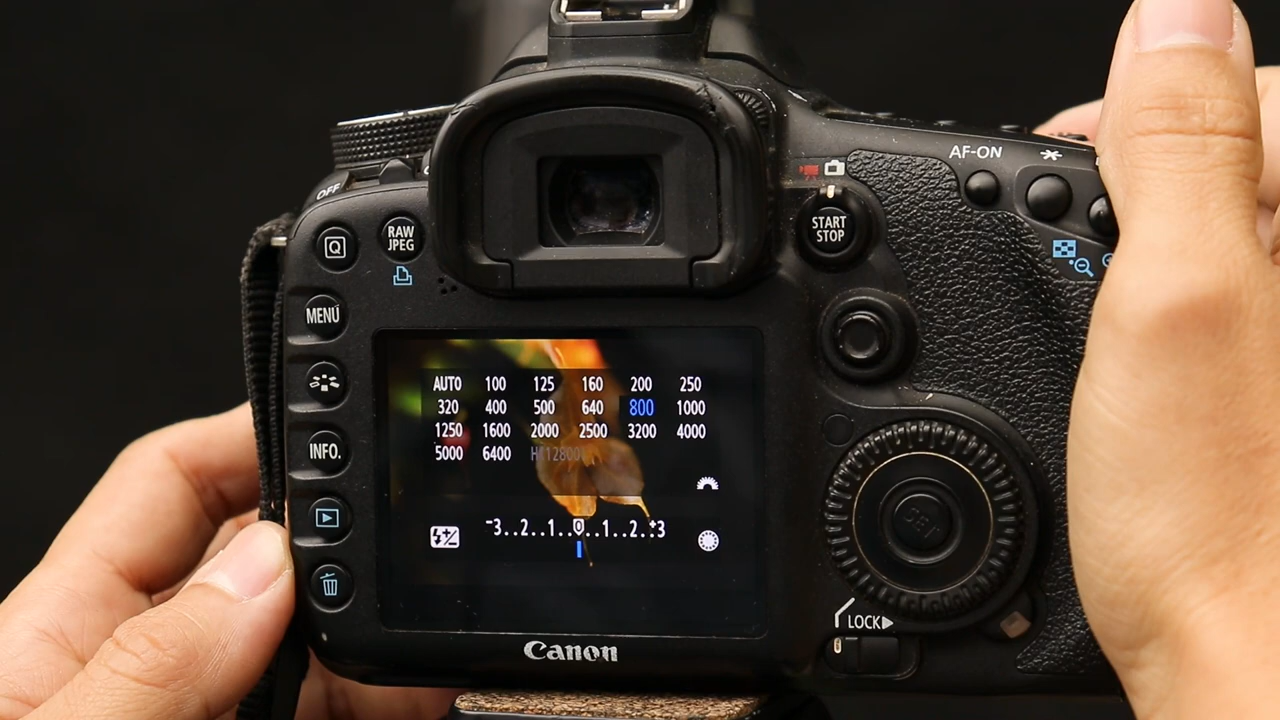 OFF
AF-ON
Q
RAW
JPEG
START
STOP
MENU
INFO.
AUTO 100 125 160 200 250
320 400 500 640 800 1000
1250 1600 2000 2500 3200 4000
5000 6400 H(12800)
-3..2..1..0..1..2..+3
SET
LOCK
Canon